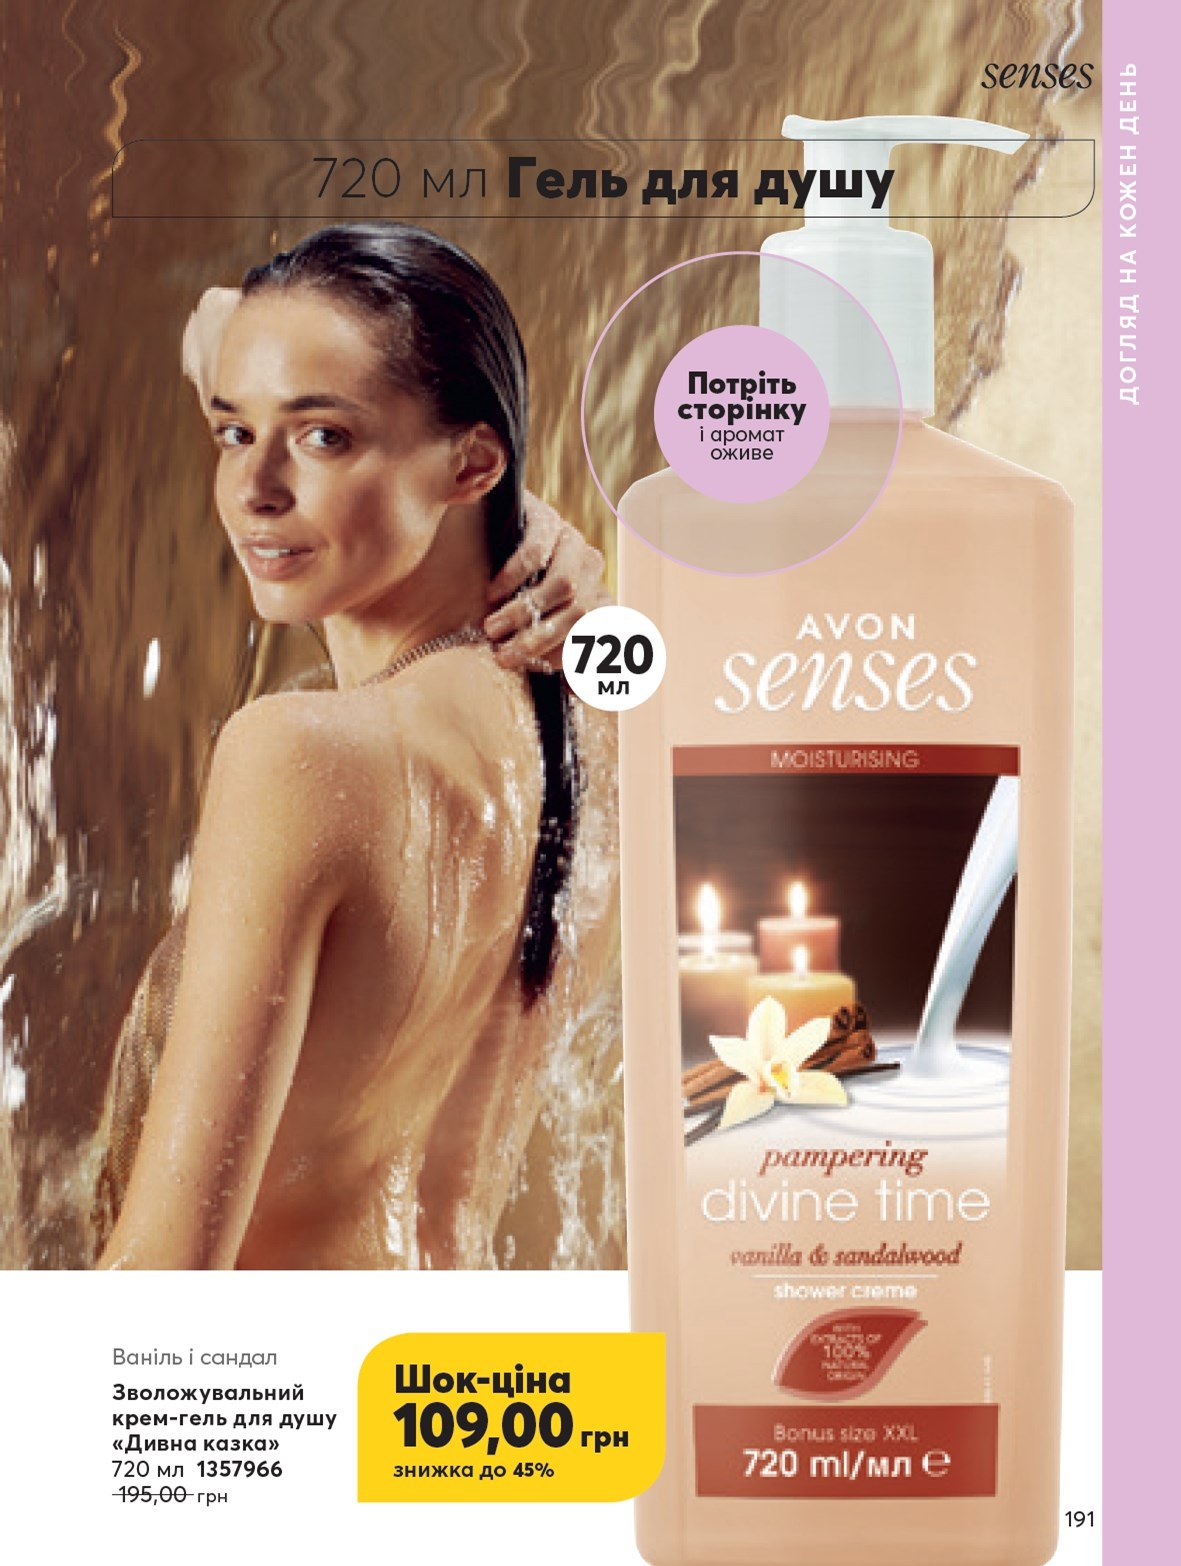 senses
ДОГЛЯД НА КОЖЕН ДЕНЬ
720 мл Гель для душу
Потріть
сторінку
і аромат
оживе
720
мл
AVON
senses
MOISTURISING
pampering
divine time
vanilla & sandalwood
shower creme
WITH
EXTRACTS OF
100%
NATURAL
ORIGIN
Bonus size XXL
720 ml/мл e
Ваніль і сандал
Зволожувальний
крем-гель для душу
«Дивна казка»
720 мл 1357966
195,00 грн
Шок-ціна
109,00 грн
знижка до 45%
191